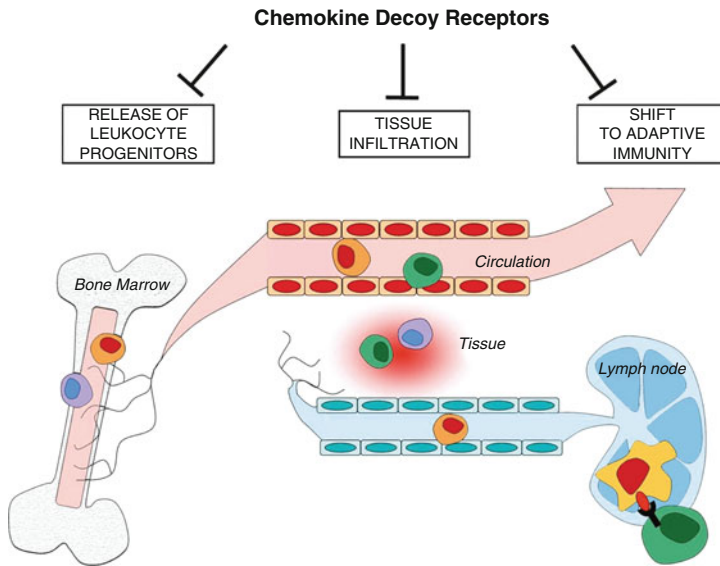 Chemokine Decoy Receptors
RELEASE OF
LEUKOCYTE
PROGENITORS
TISSUE
INFILTRATION
SHIFT
TO ADAPTIVE
IMMUNITY
Bone Marrow
Circulation
Tissue
Lymph node